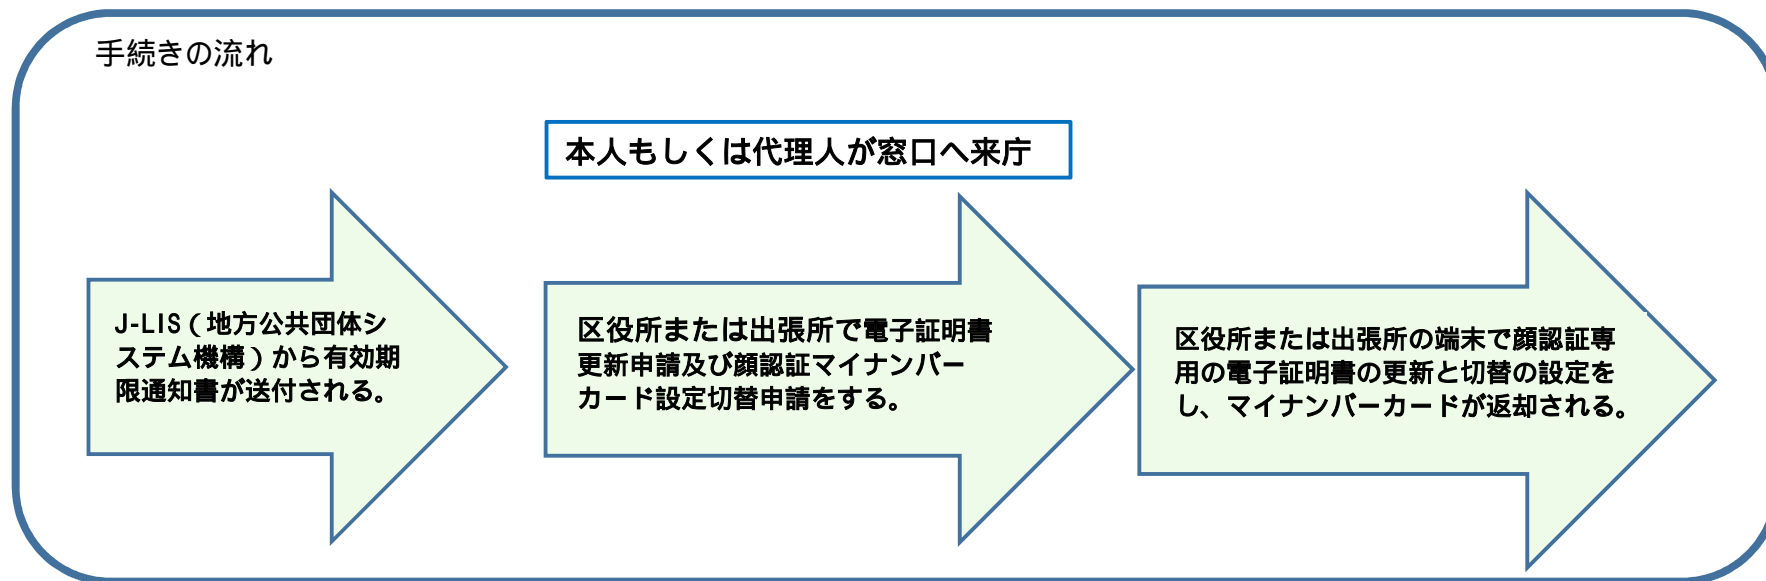 手続きの流れ
本人もしくは代理人が窓口へ来庁
J-LIS（地方公共団体シ
ステム機構）から有効期
限通知書が送付される。
区役所または出張所で電子証明書
更新申請及び顔認証マイナンバー
カード設定切替申請をする。
区役所または出張所の端末で顔認証専
用の電子証明書の更新と切替の設定を
し、マイナンバーカードが返却される。